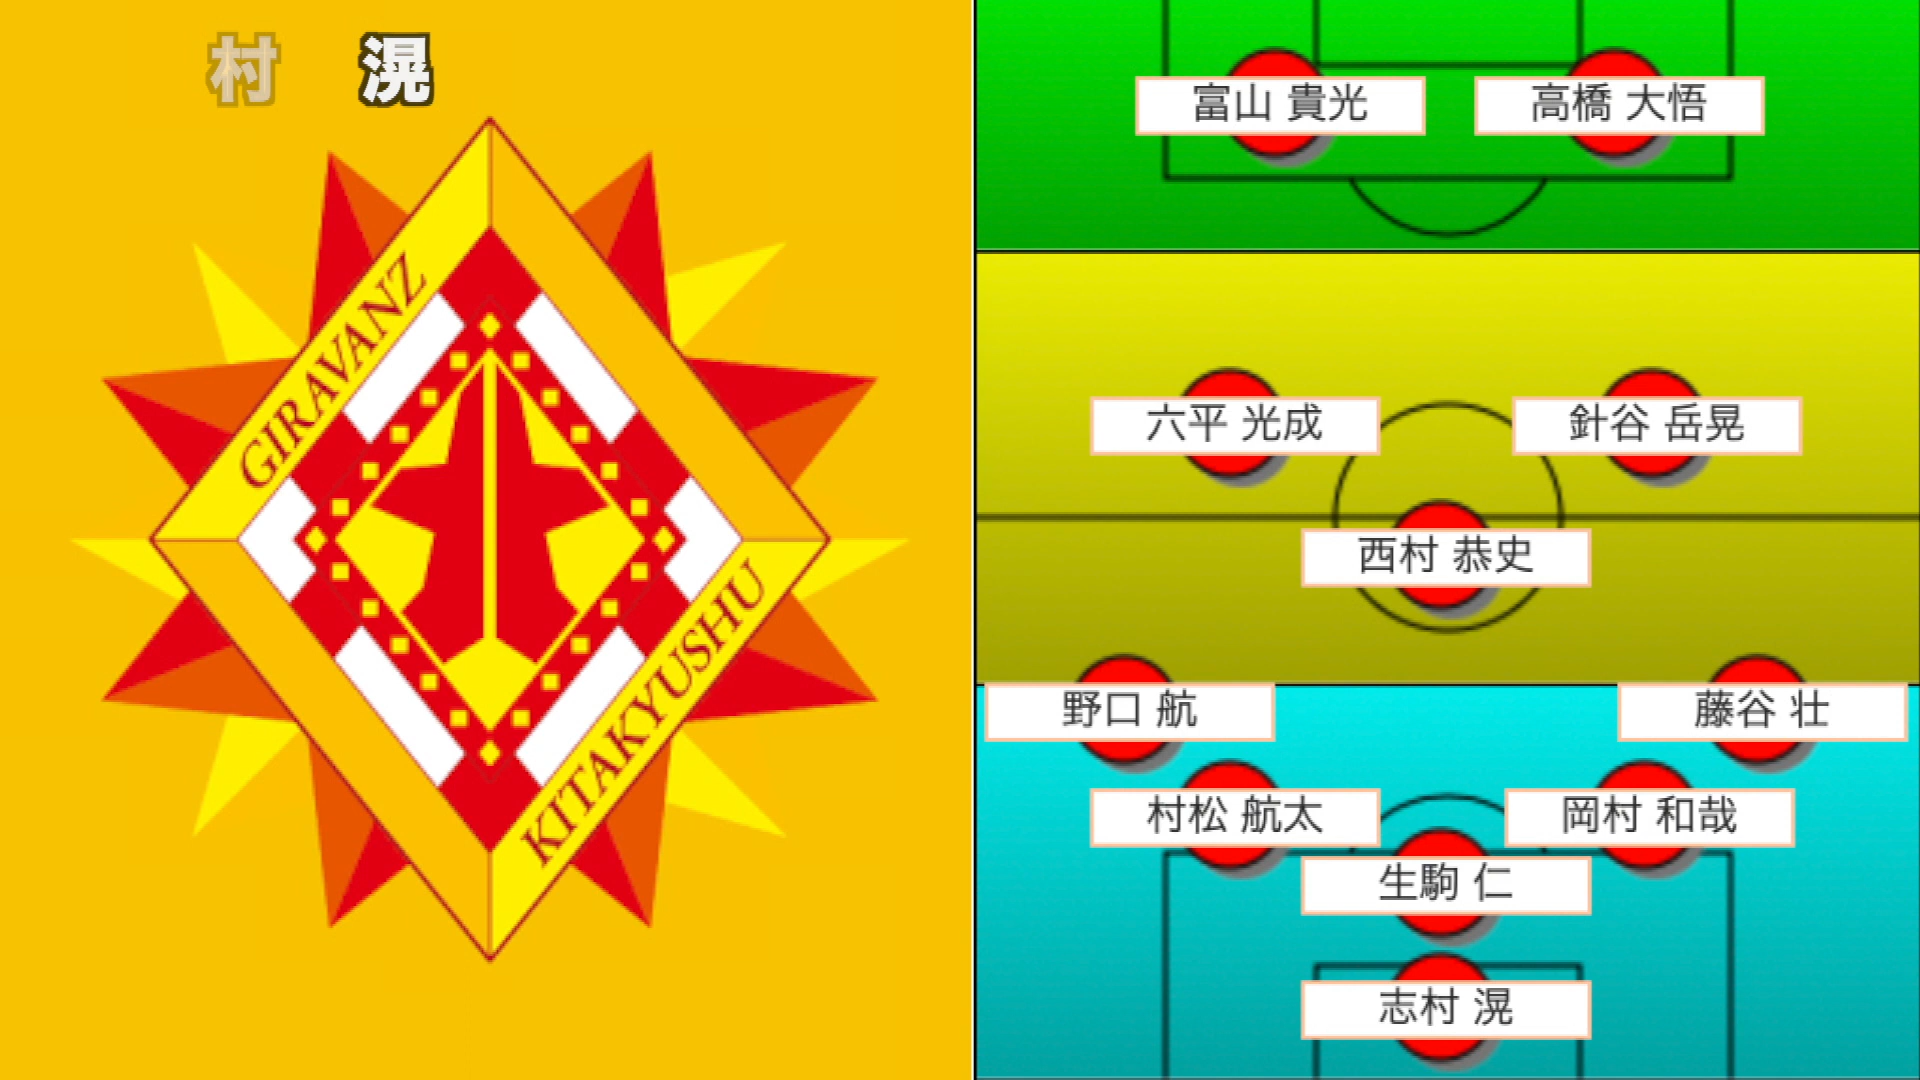 村 滉
GIRAVANZ
KITAKYUSHU
富山 貴光
高橋 大悟
六平 光成
針谷 岳晃
西村 恭史
野口 航
藤谷 壮
村松 航太
岡村 和哉
生駒 仁
志村 滉